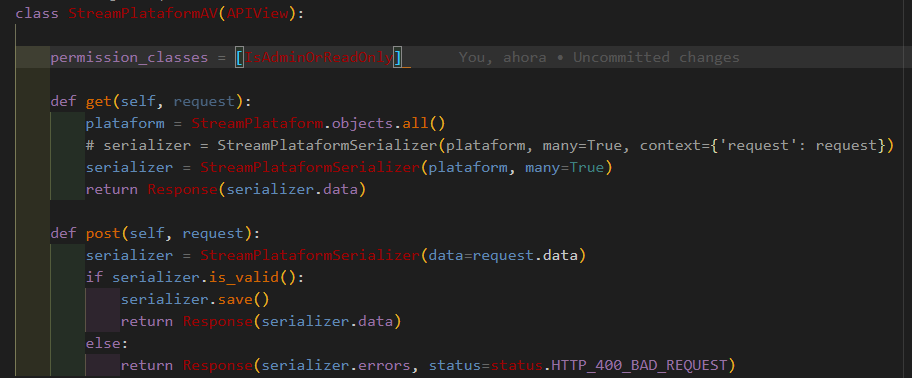 class StreamPlataformAV(APIView):
permission_classes = [IsAdminOrReadOnly] You, ahora • Uncommitted changes
def get(self, request):
plataform = StreamPlataform.objects.all()
# serializer = StreamPlataformSerializer(plataform, many=True, context={'request': request})
serializer = StreamPlataformSerializer(plataform, many=True)
return Response(serializer.data)
def post(self, request):
serializer = StreamPlataformSerializer(data=request.data)
if serializer.is_valid():
serializer.save()
return Response(serializer.data)
else:
return Response(serializer.errors, status=status.HTTP_400_BAD_REQUEST)